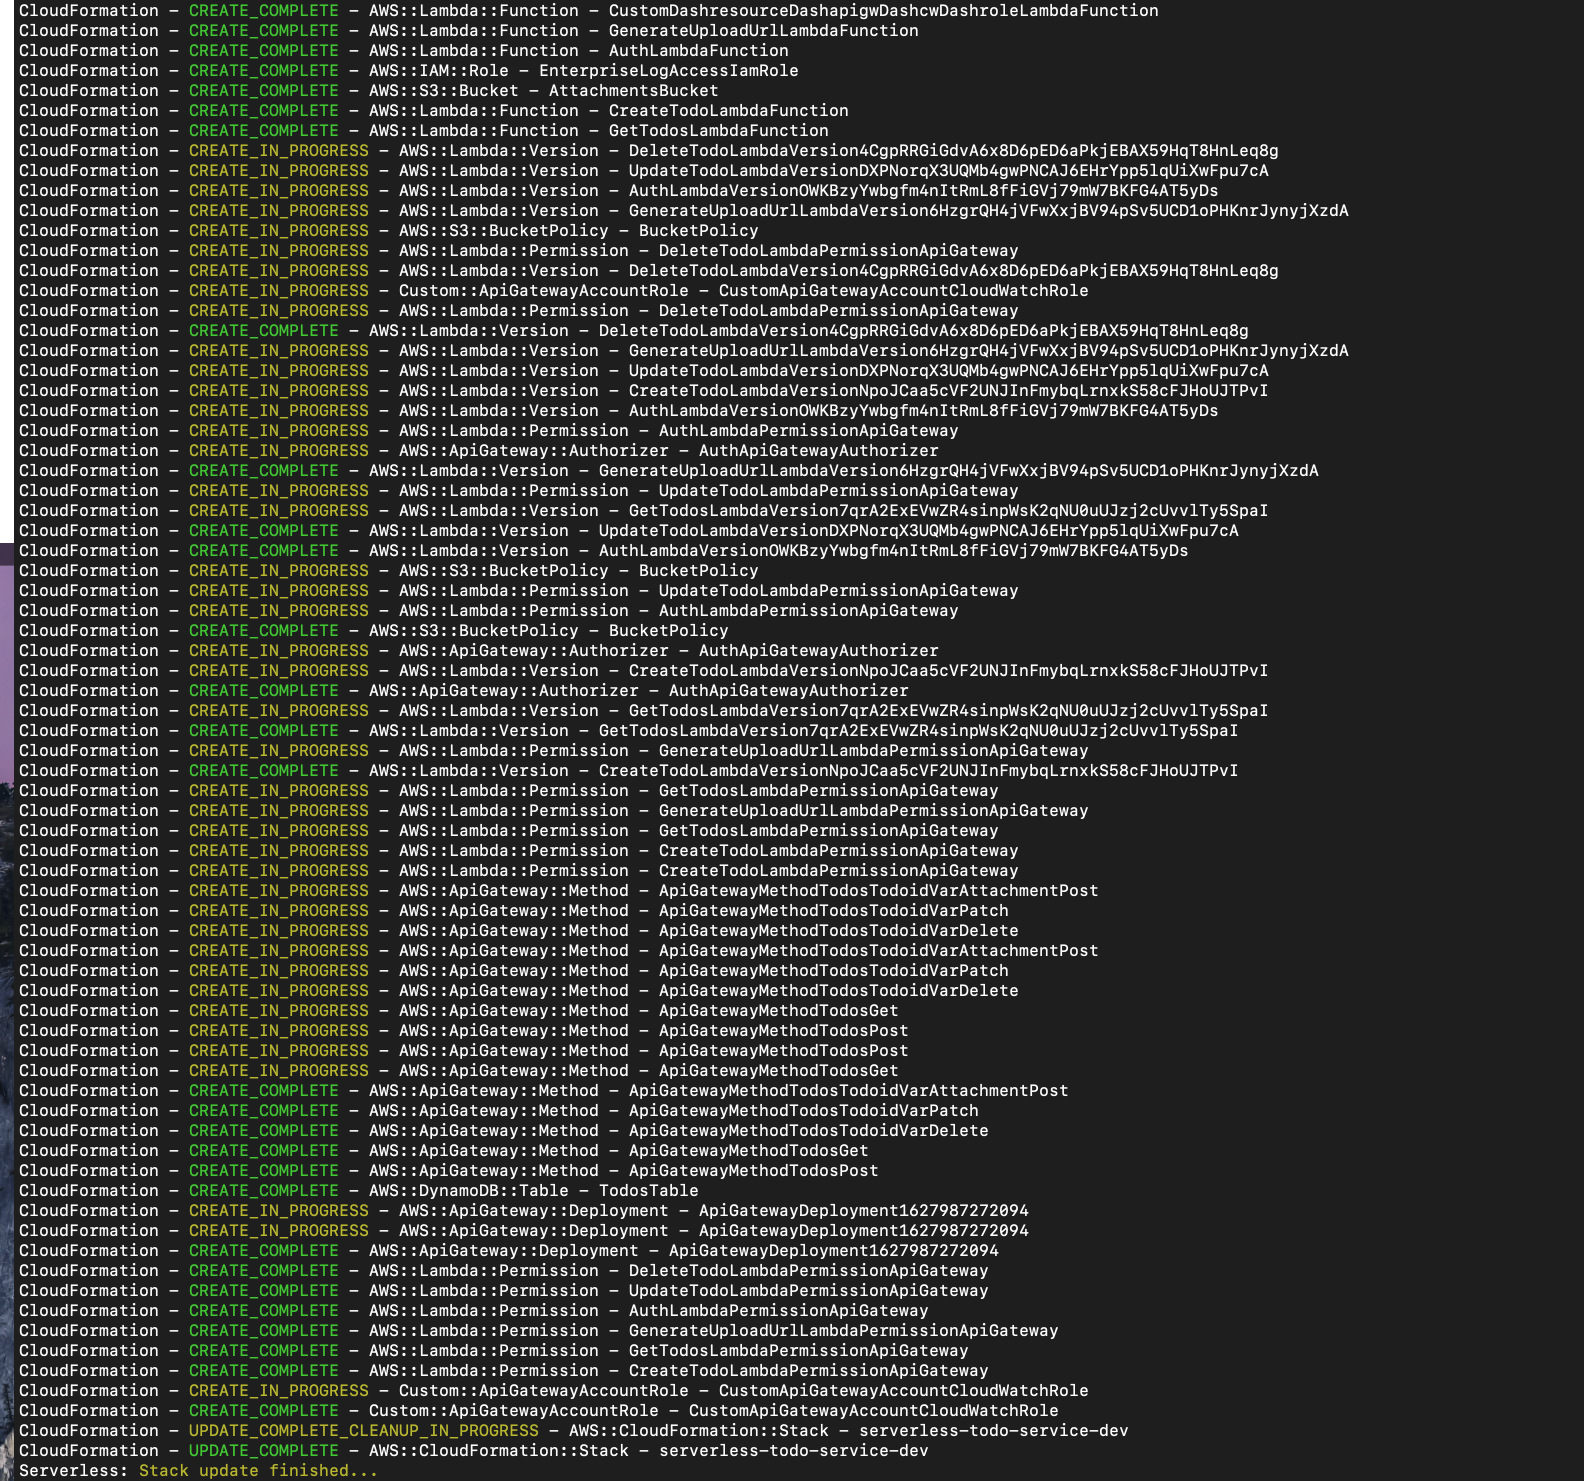 CloudFormation – CREATE_COMPLETE – AWS::Lambda::Function – CustomDashresourceDashapigwDashcwDashroleLambdaFunction
CloudFormation – CREATE_COMPLETE – AWS::Lambda::Function – GenerateUploadUrlLambdaFunction
CloudFormation – CREATE_COMPLETE – AWS::Lambda::Function – AuthLambdaFunction
CloudFormation – CREATE_COMPLETE – AWS::IAM::Role – EnterpriseLogAccessIamRole
CloudFormation – CREATE_COMPLETE – AWS::S3::Bucket – AttachmentsBucket
CloudFormation – CREATE_COMPLETE – AWS::Lambda::Function – CreateTodoLambdaFunction
CloudFormation – CREATE_COMPLETE – AWS::Lambda::Function – GetTodosLambdaFunction
CloudFormation – CREATE_IN_PROGRESS – AWS::Lambda::Version – DeleteTodoLambdaVersion4CgpRRGiGdvA6x8D6pED6aPkjEBAX59HqT8HnLeq8g
CloudFormation – CREATE_IN_PROGRESS – AWS::Lambda::Version – UpdateTodoLambdaVersionDXPNorqX3UQMb4gwPNCAJ6EHrYpp5lqUiXwFpu7cA
CloudFormation – CREATE_IN_PROGRESS – AWS::Lambda::Version – AuthLambdaVersionOWKBzyYwbgfm4nItRmL8fFiGVj79mW7BKFG4AT5yDs
CloudFormation – CREATE_IN_PROGRESS – AWS::Lambda::Version – GenerateUploadUrlLambdaVersion6HzgrQH4jVFwXxjBV94pSv5UCD1oPHKnrJynyjXzdA
CloudFormation – CREATE_IN_PROGRESS – AWS::S3::BucketPolicy – BucketPolicy
CloudFormation – CREATE_IN_PROGRESS – AWS::Lambda::Permission – DeleteTodoLambdaPermissionApiGateway
CloudFormation – CREATE_IN_PROGRESS – AWS::Lambda::Version – DeleteTodoLambdaVersion4CgpRRGiGdvA6x8D6pED6aPkjEBAX59HqT8HnLeq8g
CloudFormation – CREATE_IN_PROGRESS – Custom::ApiGatewayAccountRole – CustomApiGatewayAccountCloudWatchRole
CloudFormation – CREATE_IN_PROGRESS – AWS::Lambda::Permission – DeleteTodoLambdaPermissionApiGateway
CloudFormation – CREATE_COMPLETE – AWS::Lambda::Version – DeleteTodoLambdaVersion4CgpRRGiGdvA6x8D6pED6aPkjEBAX59HqT8HnLeq8g
CloudFormation – CREATE_IN_PROGRESS – AWS::Lambda::Version – GenerateUploadUrlLambdaVersion6HzgrQH4jVFwXxjBV94pSv5UCD1oPHKnrJynyjXzdA
CloudFormation – CREATE_IN_PROGRESS – AWS::Lambda::Version – UpdateTodoLambdaVersionDXPNorqX3UQMb4gwPNCAJ6EHrYpp5lqUiXwFpu7cA
CloudFormation – CREATE_IN_PROGRESS – AWS::Lambda::Version – CreateTodoLambdaVersionNpoJCaa5cVF2UNJInFmybqLrnxkS58cFJHoUJTPvI
CloudFormation – CREATE_IN_PROGRESS – AWS::Lambda::Version – AuthLambdaVersionOWKBzyYwbgfm4nItRmL8fFiGVj79mW7BKFG4AT5yDs
CloudFormation – CREATE_IN_PROGRESS – AWS::Lambda::Permission – AuthLambdaPermissionApiGateway
CloudFormation – CREATE_IN_PROGRESS – AWS::ApiGateway::Authorizer – AuthApiGatewayAuthorizer
CloudFormation – CREATE_COMPLETE – AWS::Lambda::Version – GenerateUploadUrlLambdaVersion6HzgrQH4jVFwXxjBV94pSv5UCD1oPHKnrJynyjXzdA
CloudFormation – CREATE_IN_PROGRESS – AWS::Lambda::Permission – UpdateTodoLambdaPermissionApiGateway
CloudFormation – CREATE_IN_PROGRESS – AWS::Lambda::Version – GetTodosLambdaVersion7qrA2ExEVwZR4sinpWsK2qNU0uUJzj2cUvvlTy5SpaI
CloudFormation – CREATE_COMPLETE – AWS::Lambda::Version – UpdateTodoLambdaVersionDXPNorqX3UQMb4gwPNCAJ6EHrYpp5lqUiXwFpu7cA
CloudFormation – CREATE_COMPLETE – AWS::Lambda::Version – AuthLambdaVersionOWKBzyYwbgfm4nItRmL8fFiGVj79mW7BKFG4AT5yDs
CloudFormation – CREATE_IN_PROGRESS – AWS::S3::BucketPolicy – BucketPolicy
CloudFormation – CREATE_IN_PROGRESS – AWS::Lambda::Permission – UpdateTodoLambdaPermissionApiGateway
CloudFormation – CREATE_IN_PROGRESS – AWS::Lambda::Permission – AuthLambdaPermissionApiGateway
CloudFormation – CREATE_COMPLETE – AWS::S3::BucketPolicy – BucketPolicy
CloudFormation – CREATE_IN_PROGRESS – AWS::ApiGateway::Authorizer – AuthApiGatewayAuthorizer
CloudFormation – CREATE_IN_PROGRESS – AWS::Lambda::Version – CreateTodoLambdaVersionNpoJCaa5cVF2UNJInFmybqLrnxkS58cFJHoUJTPvI
CloudFormation – CREATE_COMPLETE – AWS::ApiGateway::Authorizer – AuthApiGatewayAuthorizer
CloudFormation – CREATE_IN_PROGRESS – AWS::Lambda::Version – GetTodosLambdaVersion7qrA2ExEVwZR4sinpWsK2qNU0uUJzj2cUvvlTy5SpaI
CloudFormation – CREATE_COMPLETE – AWS::Lambda::Version – GetTodosLambdaVersion7qrA2ExEVwZR4sinpWsK2qNU0uUJzj2cUvvlTy5SpaI
CloudFormation – CREATE_IN_PROGRESS – AWS::Lambda::Permission – GenerateUploadUrlLambdaPermissionApiGateway
CloudFormation – CREATE_COMPLETE – AWS::Lambda::Version – CreateTodoLambdaVersionNpoJCaa5cVF2UNJInFmybqLrnxkS58cFJHoUJTPvI
CloudFormation – CREATE_IN_PROGRESS – AWS::Lambda::Permission – GetTodosLambdaPermissionApiGateway
CloudFormation – CREATE_IN_PROGRESS – AWS::Lambda::Permission – GenerateUploadUrlLambdaPermissionApiGateway
CloudFormation – CREATE_IN_PROGRESS – AWS::Lambda::Permission – GetTodosLambdaPermissionApiGateway
CloudFormation – CREATE_IN_PROGRESS – AWS::Lambda::Permission – CreateTodoLambdaPermissionApiGateway
CloudFormation – CREATE_IN_PROGRESS – AWS::Lambda::Permission – CreateTodoLambdaPermissionApiGateway
CloudFormation – CREATE_IN_PROGRESS – AWS::ApiGateway::Method – ApiGatewayMethodTodosTodoidVarAttachmentPost
CloudFormation – CREATE_IN_PROGRESS – AWS::ApiGateway::Method – ApiGatewayMethodTodosTodoidVarPatch
CloudFormation – CREATE_IN_PROGRESS – AWS::ApiGateway::Method – ApiGatewayMethodTodosTodoidVarDelete
CloudFormation – CREATE_IN_PROGRESS – AWS::ApiGateway::Method – ApiGatewayMethodTodosTodoidVarAttachmentPost
CloudFormation – CREATE_IN_PROGRESS – AWS::ApiGateway::Method – ApiGatewayMethodTodosTodoidVarPatch
CloudFormation – CREATE_IN_PROGRESS – AWS::ApiGateway::Method – ApiGatewayMethodTodosTodoidVarDelete
CloudFormation – CREATE_IN_PROGRESS – AWS::ApiGateway::Method – ApiGatewayMethodTodosGet
CloudFormation – CREATE_IN_PROGRESS – AWS::ApiGateway::Method – ApiGatewayMethodTodosPost
CloudFormation – CREATE_IN_PROGRESS – AWS::ApiGateway::Method – ApiGatewayMethodTodosPost
CloudFormation – CREATE_IN_PROGRESS – AWS::ApiGateway::Method – ApiGatewayMethodTodosGet
CloudFormation – CREATE_COMPLETE – AWS::ApiGateway::Method – ApiGatewayMethodTodosTodoidVarAttachmentPost
CloudFormation – CREATE_COMPLETE – AWS::ApiGateway::Method – ApiGatewayMethodTodosTodoidVarPatch
CloudFormation – CREATE_COMPLETE – AWS::ApiGateway::Method – ApiGatewayMethodTodosTodoidVarDelete
CloudFormation – CREATE_COMPLETE – AWS::ApiGateway::Method – ApiGatewayMethodTodosGet
CloudFormation – CREATE_COMPLETE – AWS::ApiGateway::Method – ApiGatewayMethodTodosPost
CloudFormation – CREATE_COMPLETE – AWS::DynamoDB::Table – TodosTable
CloudFormation – CREATE_IN_PROGRESS – AWS::ApiGateway::Deployment – ApiGatewayDeployment1627987272094
CloudFormation – CREATE_IN_PROGRESS – AWS::ApiGateway::Deployment – ApiGatewayDeployment1627987272094
CloudFormation – CREATE_COMPLETE – AWS::ApiGateway::Deployment – ApiGatewayDeployment1627987272094
CloudFormation – CREATE_COMPLETE – AWS::Lambda::Permission – DeleteTodoLambdaPermissionApiGateway
CloudFormation – CREATE_COMPLETE – AWS::Lambda::Permission – UpdateTodoLambdaPermissionApiGateway
CloudFormation – CREATE_COMPLETE – AWS::Lambda::Permission – AuthLambdaPermissionApiGateway
CloudFormation – CREATE_COMPLETE – AWS::Lambda::Permission – GenerateUploadUrlLambdaPermissionApiGateway
CloudFormation – CREATE_COMPLETE – AWS::Lambda::Permission – GetTodosLambdaPermissionApiGateway
CloudFormation – CREATE_COMPLETE – AWS::Lambda::Permission – CreateTodoLambdaPermissionApiGateway
CloudFormation – CREATE_IN_PROGRESS – Custom::ApiGatewayAccountRole – CustomApiGatewayAccountCloudWatchRole
CloudFormation – CREATE_COMPLETE – Custom::ApiGatewayAccountRole – CustomApiGatewayAccountCloudWatchRole
CloudFormation – UPDATE_COMPLETE_CLEANUP_IN_PROGRESS – AWS::CloudFormation::Stack – serverless-todo-service-dev
CloudFormation – UPDATE_COMPLETE – AWS::CloudFormation::Stack – serverless-todo-service-dev
Serverless: Stack update finished...